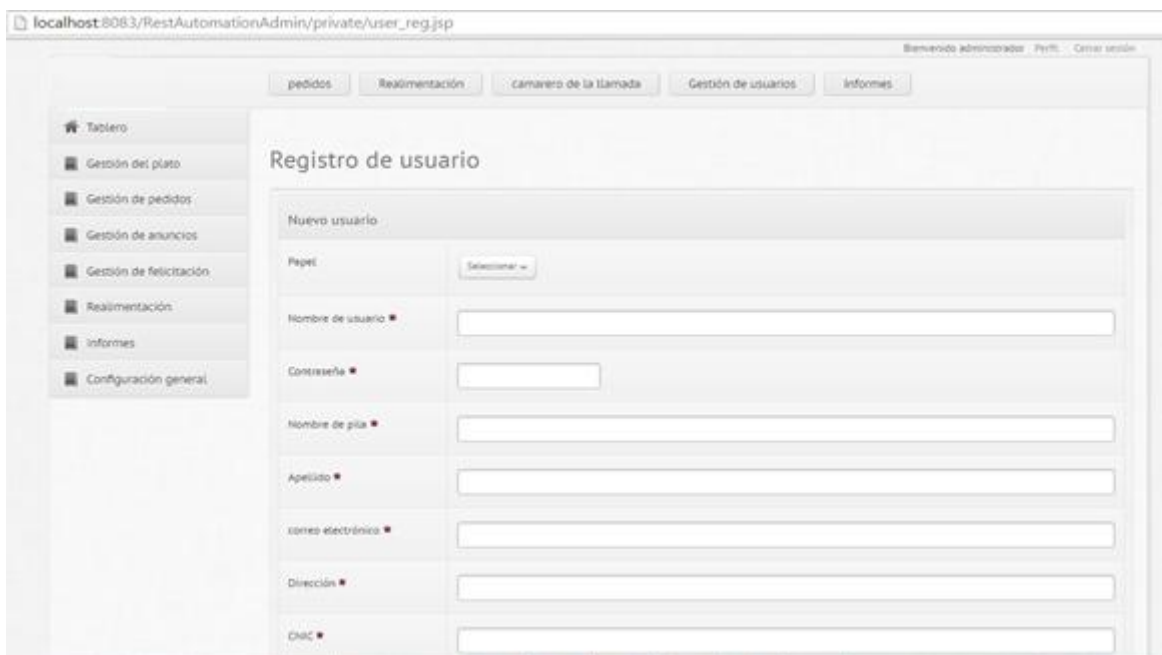 localhost:8083/RestAutomationAdmin/private/user_reg.jsp
Bienvenido administrador Perfil Cerrar sesión
pedidos Realimentación camarero de la llamada Gestión de usuarios Informes
Tablero
Gestión del plato
Gestión de pedidos
Gestión de anuncios
Gestión de felicitación
Realimentación
Informes
Configuración general
Registro de usuario
Nuevo usuario
Papel Seleccionar
Nombre de usuario *
Contraseña *
Nombre de pila *
Apellido *
correo electrónico *
Dirección *
CNIC *